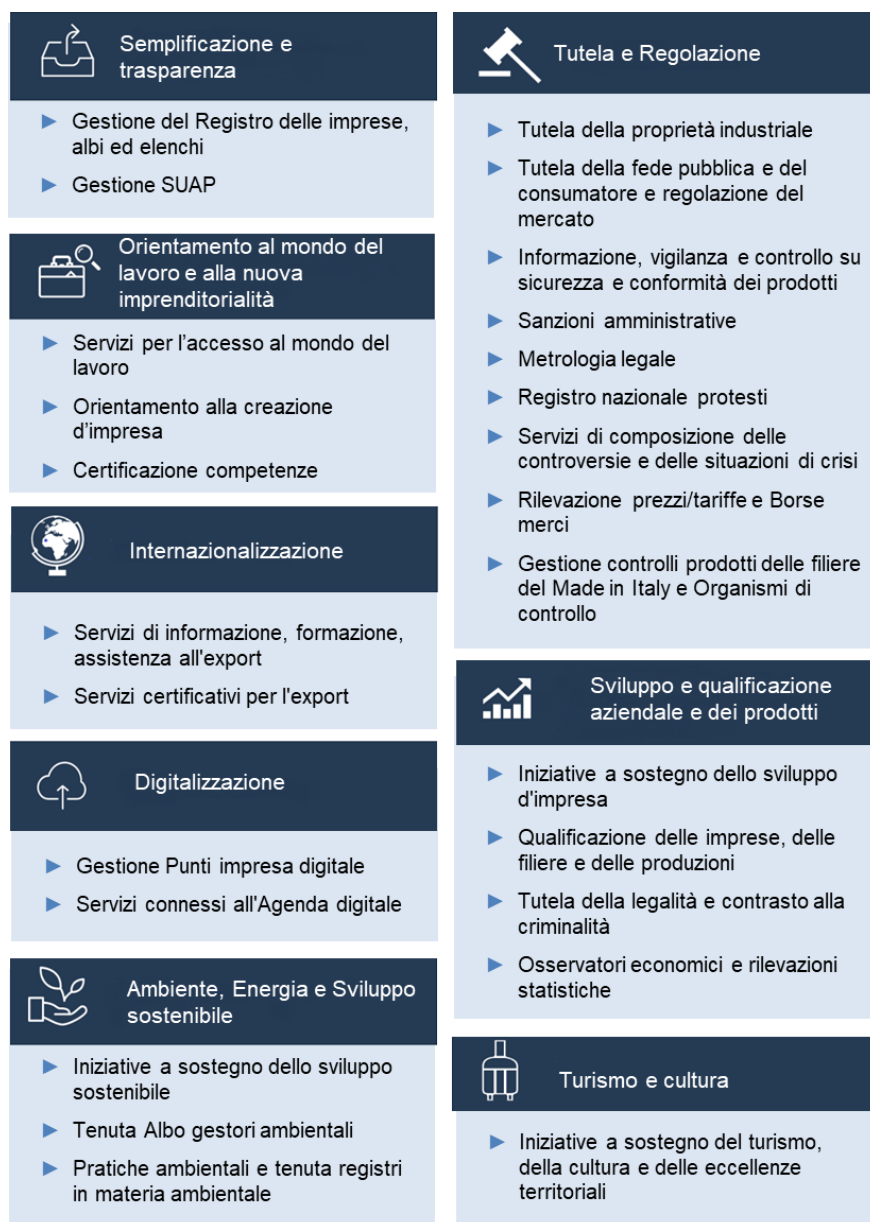 Semplificazione e
trasparenza
Gestione del Registro delle imprese,
albi ed elenchi
Gestione SUAP
Orientamento al mondo del
lavoro e alla nuova
imprenditorialità
Servizi per l’accesso al mondo del
lavoro
Orientamento alla creazione
d’impresa
Certificazione competenze
Internazionalizzazione
Servizi di informazione, formazione,
assistenza all'export
Servizi certificativi per l'export
Digitalizzazione
Gestione Punti impresa digitale
Servizi connessi all'Agenda digitale
Ambiente, Energia e Sviluppo
sostenibile
Iniziative a sostegno dello sviluppo
sostenibile
Tenuta Albo gestori ambientali
Pratiche ambientali e tenuta registri
in materia ambientale
Tutela e Regolazione
Tutela della proprietà industriale
Tutela della fede pubblica e del
consumatore e regolazione del
mercato
Informazione, vigilanza e controllo su
sicurezza e conformità dei prodotti
Sanzioni amministrative
Metrologia legale
Registro nazionale protesti
Servizi di composizione delle
controversie e delle situazioni di crisi
Rilevazione prezzi/tariffe e Borse
merci
Gestione controlli prodotti delle filiere
del Made in Italy e Organismi di
controllo
Sviluppo e qualificazione
aziendale e dei prodotti
Iniziative a sostegno dello sviluppo
d'impresa
Qualificazione delle imprese, delle
filiere e delle produzioni
Tutela della legalità e contrasto alla
criminalità
Osservatori economici e rilevazioni
statistiche
Turismo e cultura
Iniziative a sostegno del turismo,
della cultura e delle eccellenze
territoriali